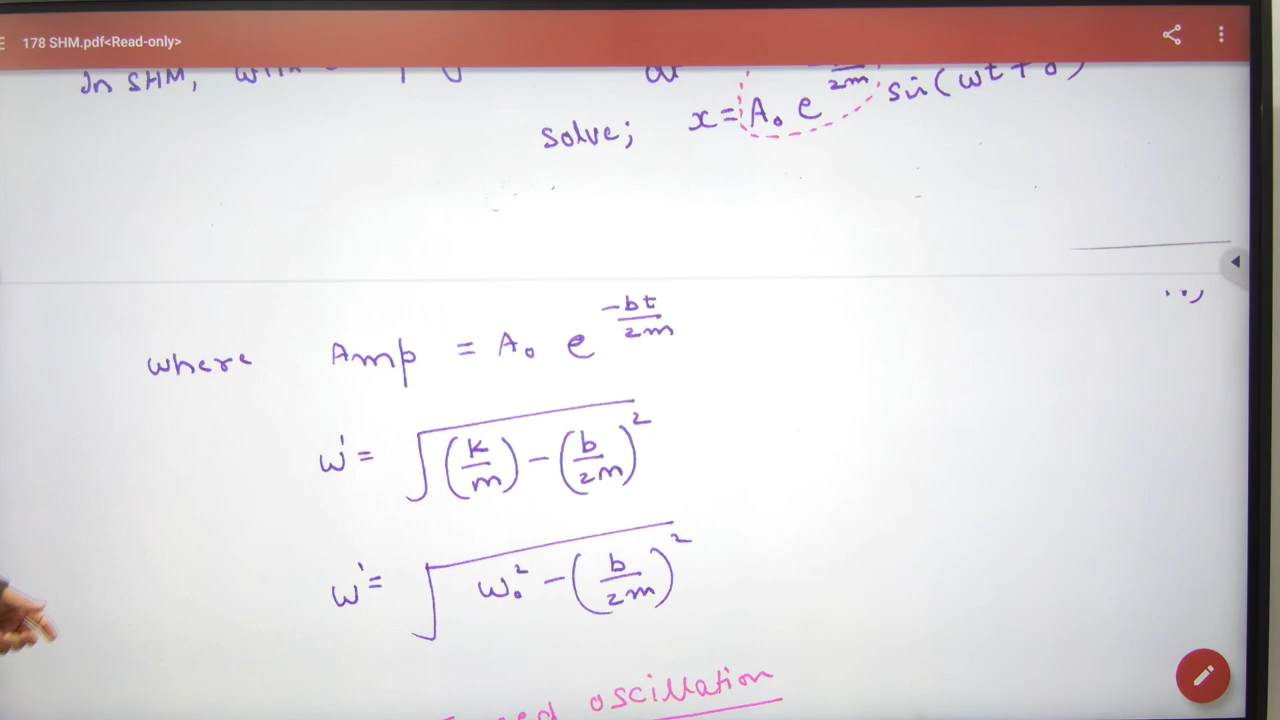 178 SHM.pdf<Read-only>
In SHM,
x = A₀ e 2m sin(ωt + 
solve;
where Amp = A₀ e^(-bt/2m)
ω' = √((k/m) - (b/2m)²)
ω' = √(ω₀² - (b/2m)²)
oscillation